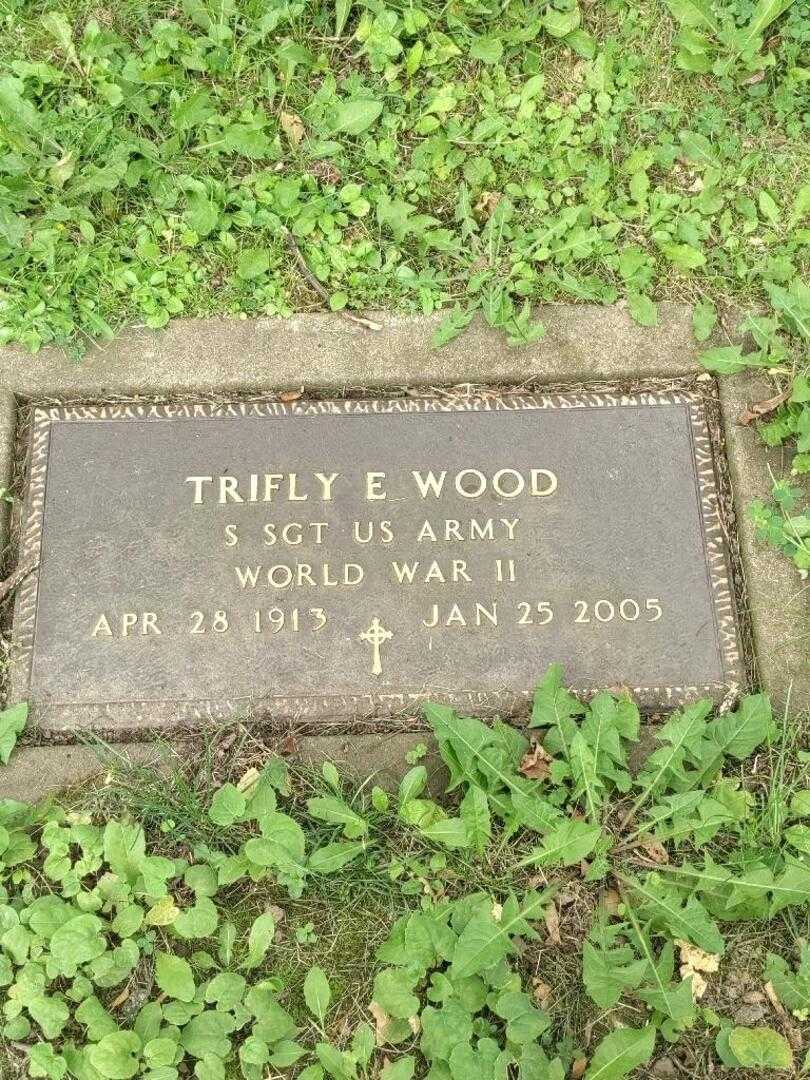 TRIFLY E WOOD
S SGT US ARMY
WORLD WAR II
APR 28 1913 JAN 25 2005